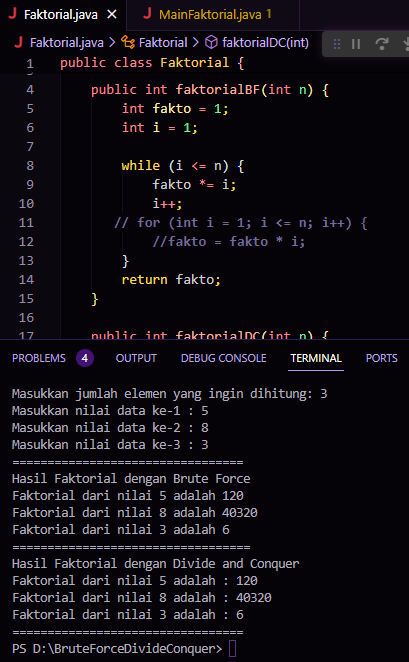 Faktorial.java
MainFaktorial.java 1
Faktorial.java > Faktorial > faktorialDC(int)
1 public class Faktorial {
4 public int faktorialBF(int n) {
5 int fakto = 1;
6 int i = 1;
7
8 while (i <= n) {
9 fakto *= i;
10 i++;
11 // for (int i = 1; i <= n; i++) {
12 //fakto = fakto * i;
13 }
14 return fakto;
15 }
16
17 public int faktorialDC(int n) {
PROBLEMS 4 OUTPUT DEBUG CONSOLE TERMINAL PORTS
Masukkan jumlah elemen yang ingin dihitung: 3
Masukkan nilai data ke-1 : 5
Masukkan nilai data ke-2 : 8
Masukkan nilai data ke-3 : 3
=================================
Hasil Faktorial dengan Brute Force
Faktorial dari nilai 5 adalah 120
Faktorial dari nilai 8 adalah 40320
Faktorial dari nilai 3 adalah 6
==================================
Hasil Faktorial dengan Divide and Conquer
Faktorial dari nilai 5 adalah : 120
Faktorial dari nilai 8 adalah : 40320
Faktorial dari nilai 3 adalah : 6
=================================
PS D:\BruteForceDivideConquer>